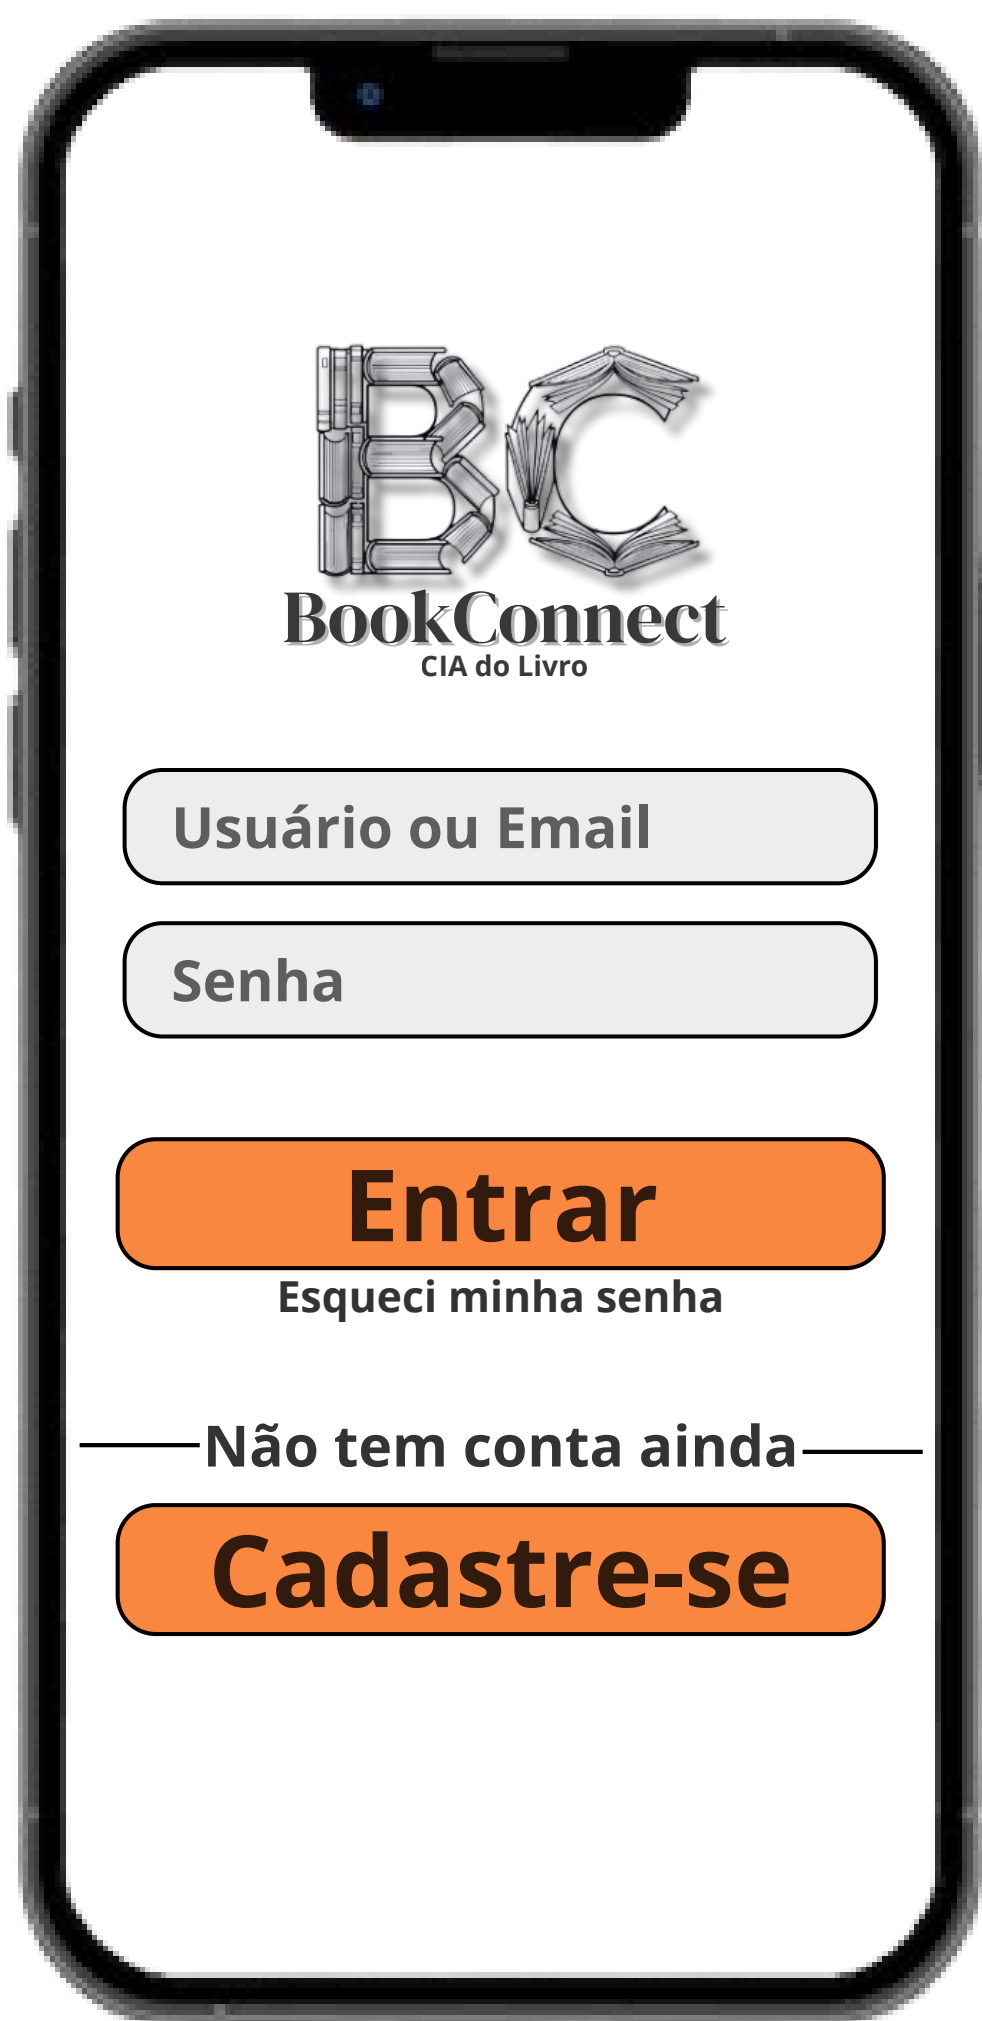 BC
BookConnect
CIA do Livro
Usuário ou Email
Senha
Entrar
Esqueci minha senha
Não tem conta ainda
Cadastre-se